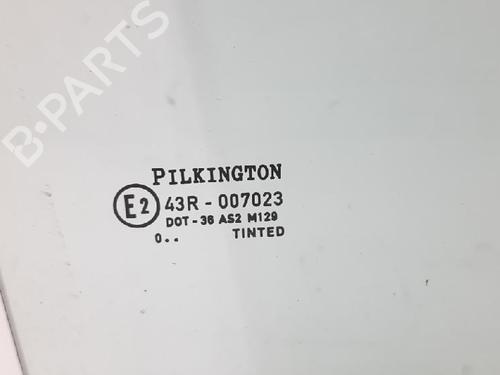 B-PARTS
PILKINGTON
E2 43R - 007023
DOT - 36 AS2 M129
0.. TINTED